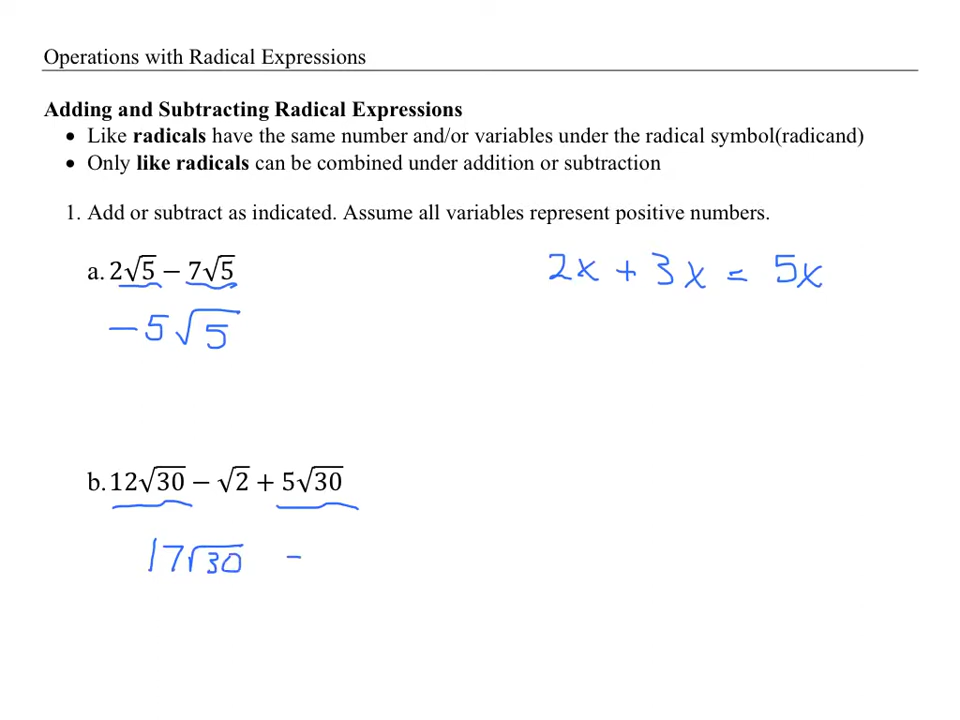 Operations with Radical Expressions
Adding and Subtracting Radical Expressions
• Like radicals have the same number and/or variables under the radical symbol(radicand)
• Only like radicals can be combined under addition or subtraction
1. Add or subtract as indicated. Assume all variables represent positive numbers.
a. 2√5 − 7√5
2x + 3x = 5x
−5√5
b. 12√30 − √2 + 5√30
17√30 −